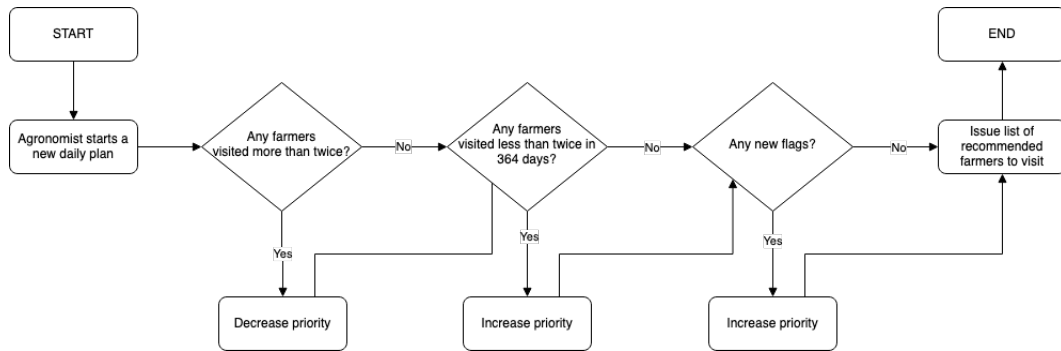 START
END
Agronomist starts a
new daily plan
Any farmers
visited more than twice?
No
Any farmers
visited less than twice in
364 days?
No
Any new flags?
No
Issue list of
recommended
farmers to visit
Yes
Yes
Yes
Decrease priority
Increase priority
Increase priority